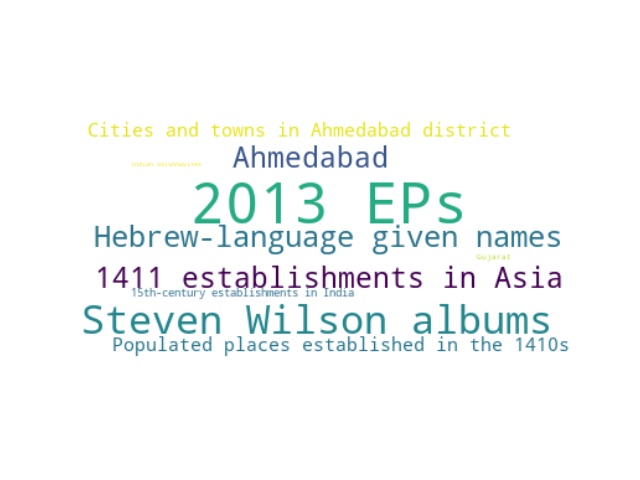 Cities and towns in Ahmedabad district
Ahmedabad
2013 EPs
Hebrew-language given names
Gujarat
1411 establishments in Asia
15th-century establishments in India
Steven Wilson albums
Populated places established in the 1410s